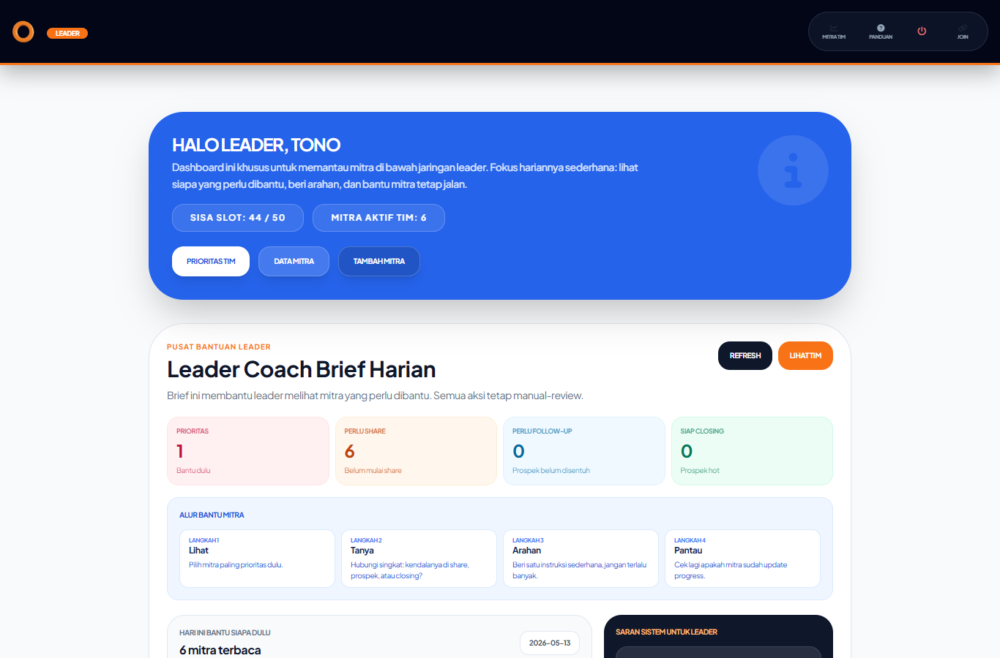 LEADER
MITRA TIM
PANDUAN
JOIN
HALO LEADER, TONO
Dashboard ini khusus untuk memantau mitra di bawah jaringan leader. Fokus hariannya sederhana: lihat
siapa yang perlu dibantu, beri arahan, dan bantu mitra tetap jalan.
SISA SLOT: 44 / 50
MITRA AKTIF TIM: 6
PRIORITAS TIM
DATA MITRA
TAMBAH MITRA
PUSAT BANTUAN LEADER
Leader Coach Brief Harian
Brief ini membantu leader melihat mitra yang perlu dibantu. Semua aksi tetap manual-review.
REFRESH
LIHAT TIM
PRIORITAS
1
Bantu dulu
PERLU SHARE
6
Belum mulai share
PERLU FOLLOW-UP
0
Prospek belum disentuh
SIAP CLOSING
0
Prospek hot
ALUR BANTU MITRA
LANGKAH 1
Lihat
Pilih mitra paling prioritas dulu.
LANGKAH 2
Tanya
Hubungi singkat: kendalanya di share,
prospek, atau closing?
LANGKAH 3
Arahan
Beri satu instruksi sederhana, jangan terlalu
banyak.
LANGKAH 4
Pantau
Cek lagi apakah mitra sudah update
progress.
HARI INI BANTU SIAPA DULU
6 mitra terbaca
2026-05-13
SARAN SISTEM UNTUK LEADER